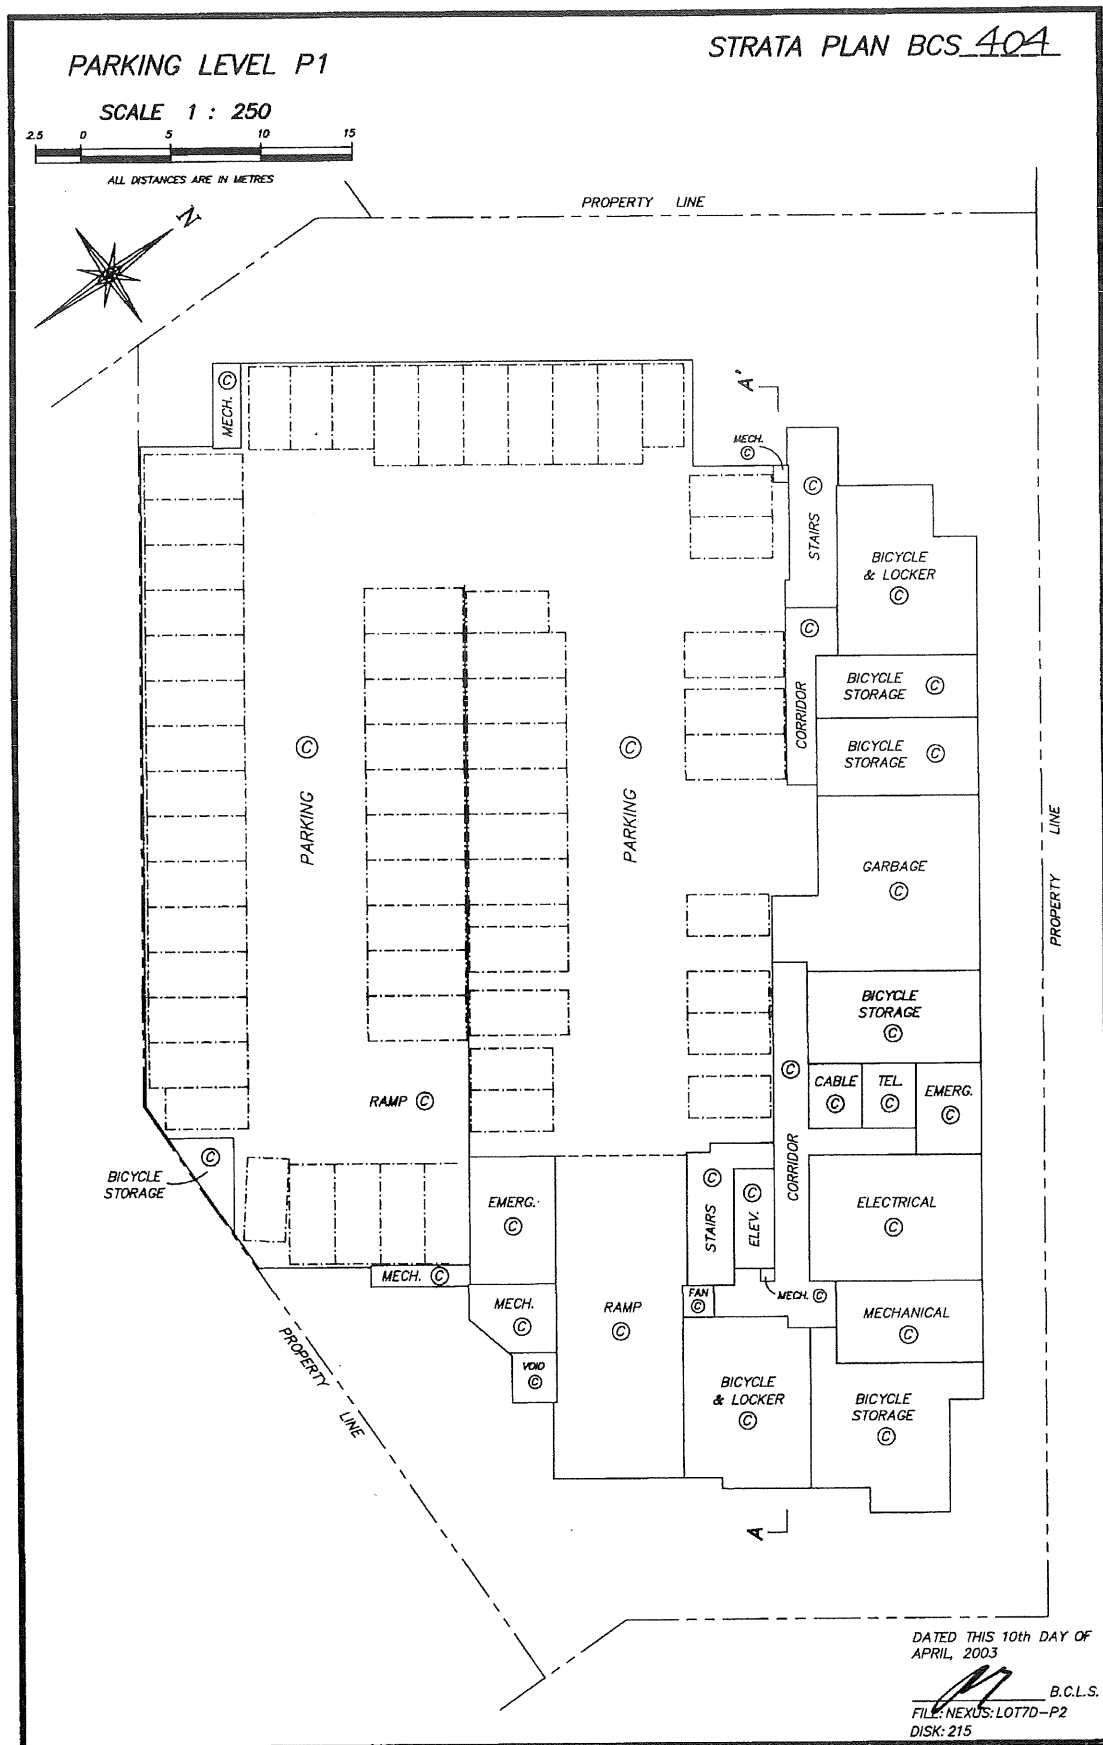 STRATA PLAN BCS 404
PARKING LEVEL P1
SCALE 1 : 250
2.5 0 5 10 15
ALL DISTANCES ARE IN METRES
N
PROPERTY LINE
MECH. ©
A'
MECH.
©
©
STAIRS
BICYCLE
& LOCKER
©
©
CORRIDOR
BICYCLE
STORAGE ©
BICYCLE
STORAGE ©
©
PARKING
©
PARKING
GARBAGE
©
PROPERTY LINE
BICYCLE
STORAGE
©
©
CORRIDOR
CABLE
©
TEL.
©
EMERG.
©
RAMP ©
©
BICYCLE
STORAGE
EMERG.
©
STAIRS ©
ELEV. ©
ELECTRICAL
©
MECH. ©
MECH.
©
RAMP
©
FAN
©
MECH. ©
MECHANICAL
©
VOID
©
BICYCLE
& LOCKER
©
BICYCLE
STORAGE
©
PROPERTY LINE
A
DATED THIS 10th DAY OF
APRIL, 2003
B.C.L.S.
FILE: NEXUS: LOT7D-P2
DISK: 215